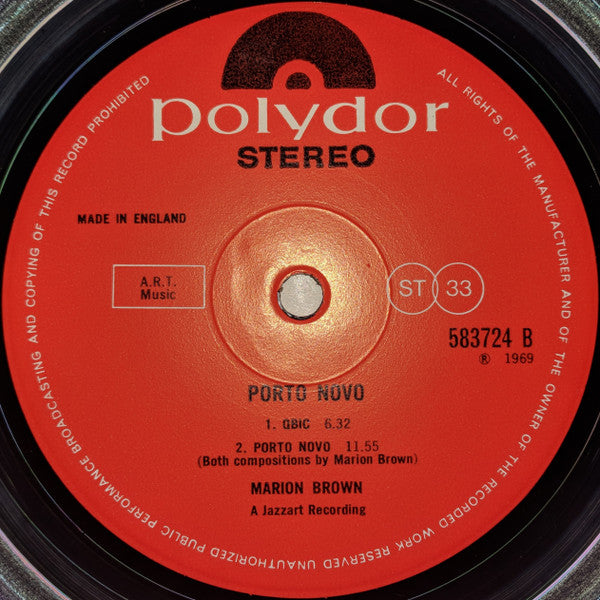 polydor
STEREO
MADE IN ENGLAND
A.R.T.
Music
ST 33
583724 B
℗ 1969
PORTO NOVO
1. QBIC 6.32
2. PORTO NOVO 11.55
(Both compositions by Marion Brown)
MARION BROWN
A Jazzart Recording
ALL RIGHTS OF THE MANUFACTURER AND OF THE OWNER OF THE RECORDED WORK RESERVED UNAUTHORIZED PUBLIC PERFORMANCE BROADCASTING AND COPYING OF THIS RECORD PROHIBITED